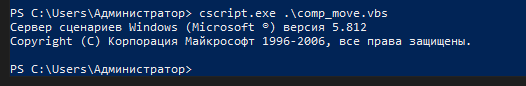 PS C:\Users\Администратор> cscript.exe .\comp_move.vbs
Сервер сценариев Windows (Microsoft ®) версия 5.812
Copyright (C) Корпорация Майкрософт 1996-2006, все права защищены.
PS C:\Users\Администратор>